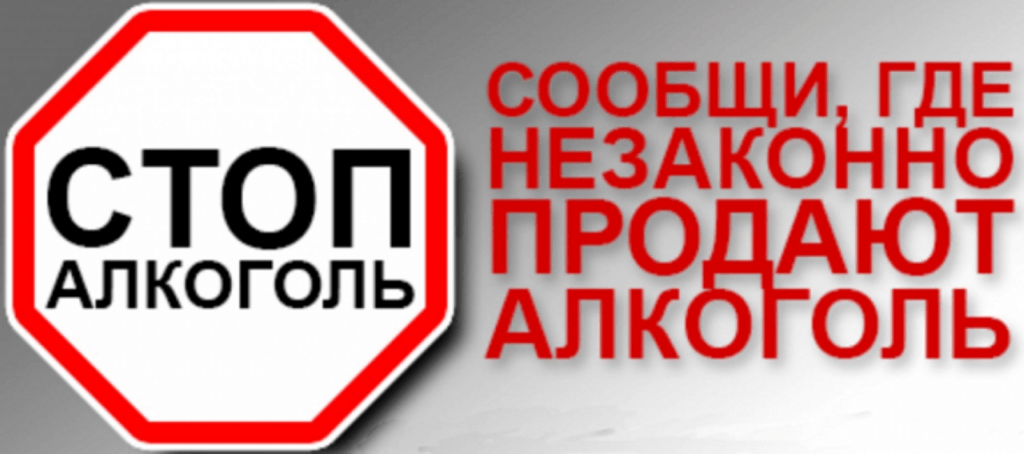 СТОП
АЛКОГОЛЬ
СООБЩИ, ГДЕ
НЕЗАКОННО
ПРОДАЮТ
АЛКОГОЛЬ